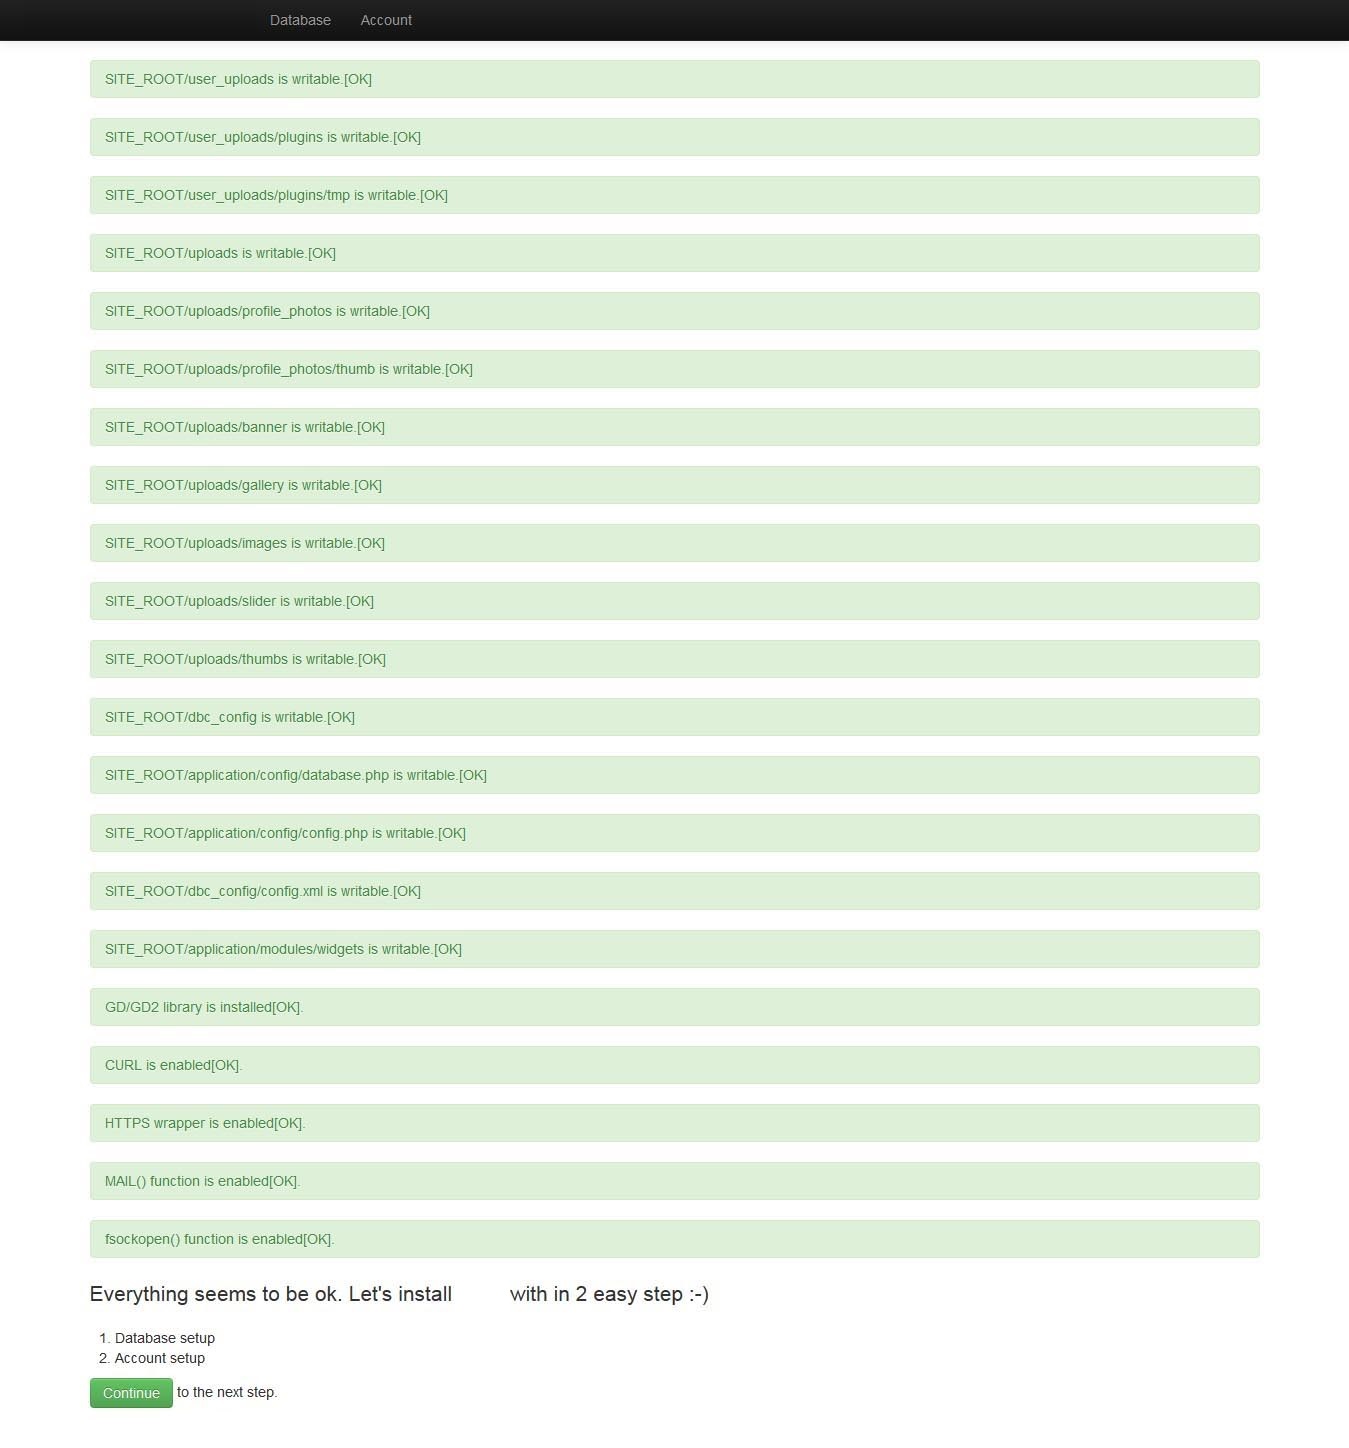 Database Account
SITE_ROOT/user_uploads is writable.[OK]
SITE_ROOT/user_uploads/plugins is writable.[OK]
SITE_ROOT/user_uploads/plugins/tmp is writable.[OK]
SITE_ROOT/uploads is writable.[OK]
SITE_ROOT/uploads/profile_photos is writable.[OK]
SITE_ROOT/uploads/profile_photos/thumb is writable.[OK]
SITE_ROOT/uploads/banner is writable.[OK]
SITE_ROOT/uploads/gallery is writable.[OK]
SITE_ROOT/uploads/images is writable.[OK]
SITE_ROOT/uploads/slider is writable.[OK]
SITE_ROOT/uploads/thumbs is writable.[OK]
SITE_ROOT/dbc_config is writable.[OK]
SITE_ROOT/application/config/database.php is writable.[OK]
SITE_ROOT/application/config/config.php is writable.[OK]
SITE_ROOT/dbc_config/config.xml is writable.[OK]
SITE_ROOT/application/modules/widgets is writable.[OK]
GD/GD2 library is installed[OK].
CURL is enabled[OK].
HTTPS wrapper is enabled[OK].
MAIL() function is enabled[OK].
fsockopen() function is enabled[OK].
Everything seems to be ok. Let's install with in 2 easy step :-)
1. Database setup
2. Account setup
Continue to the next step.